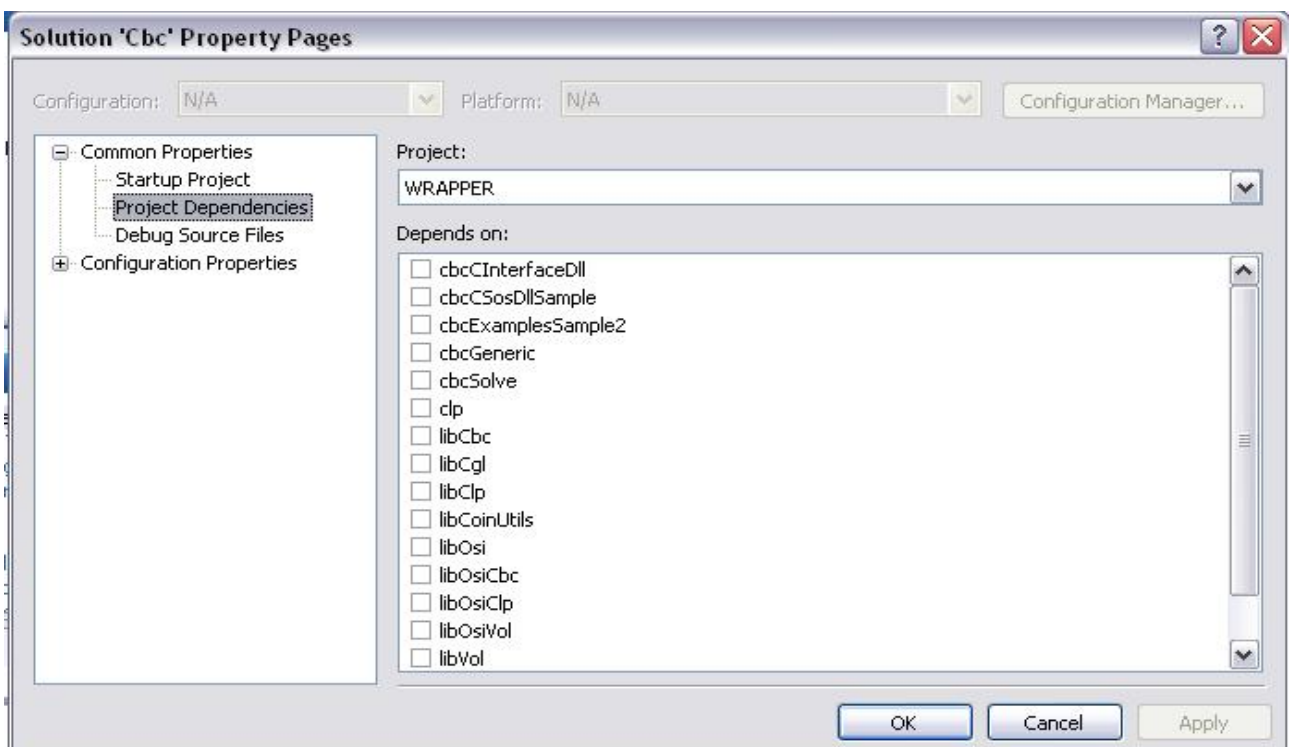 Solution 'Cbc' Property Pages
Configuration: N/A Platform: N/A Configuration Manager...
Common Properties
Startup Project
Project Dependencies
Debug Source Files
Configuration Properties
Project:
WRAPPER
Depends on:
cbcCInterfaceDll
cbcCSosDllSample
cbcExamplesSample2
cbcGeneric
cbcSolve
clp
libCbc
libCgl
libClp
libCoinUtils
libOsi
libOsiCbc
libOsiClp
libOsiVol
libVol
OK Cancel Apply